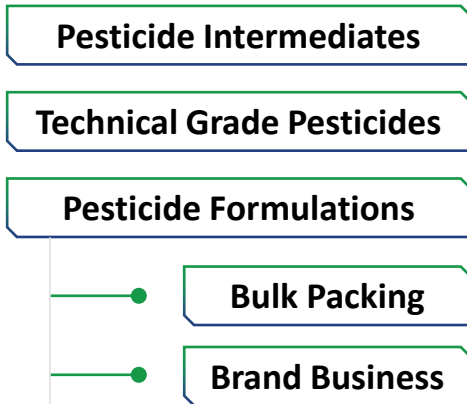 Pesticide Intermediates
Technical Grade Pesticides
Pesticide Formulations
Bulk Packing
Brand Business